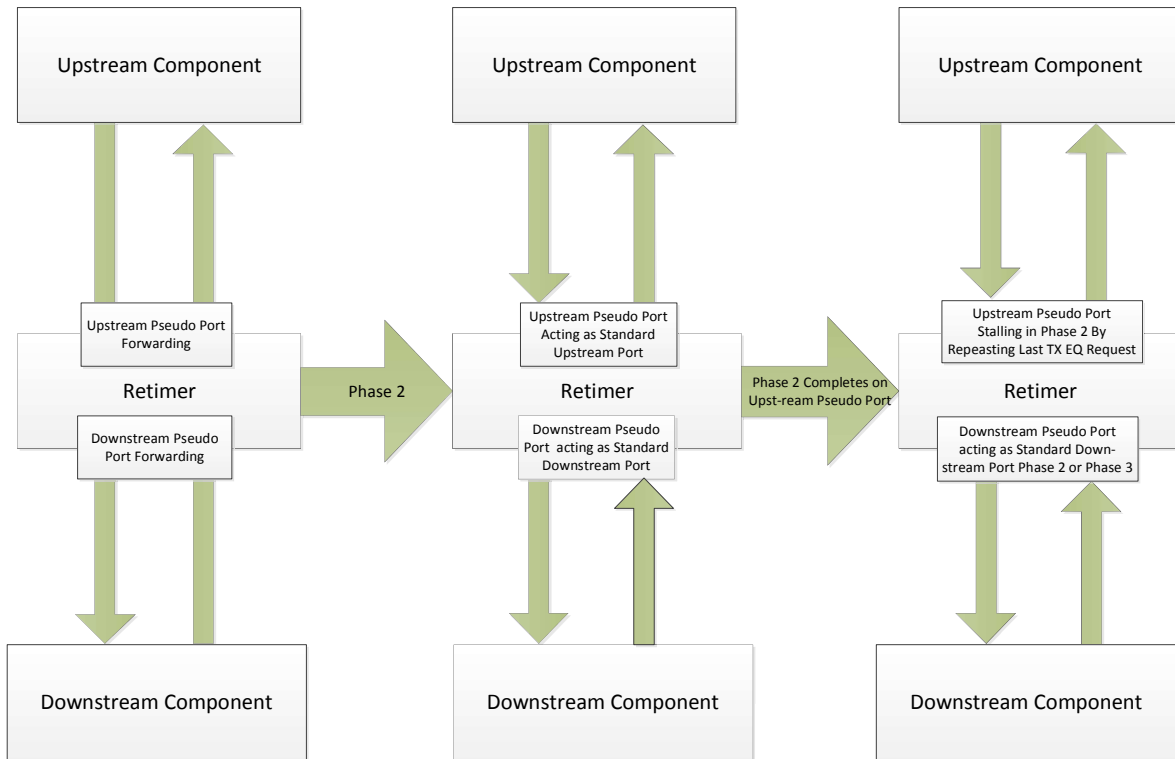 Upstream Component
Upstream Pseudo Port
Forwarding
Retimer
Downstream Pseudo
Port Forwarding
Downstream Component
Phase 2
Upstream Component
Upstream Pseudo Port
Acting as Standard
Upstream Port
Retimer
Downstream Pseudo
Port acting as Standard
Downstream Port
Downstream Component
Phase 2 Completes on
Upst-ream Pseudo Port
Upstream Component
Upstream Pseudo Port
Stalling in Phase 2 By
Repeasting Last TX EQ Request
Retimer
Downstream Pseudo Port
acting as Standard Down-
stream Port Phase 2 or Phase 3
Downstream Component